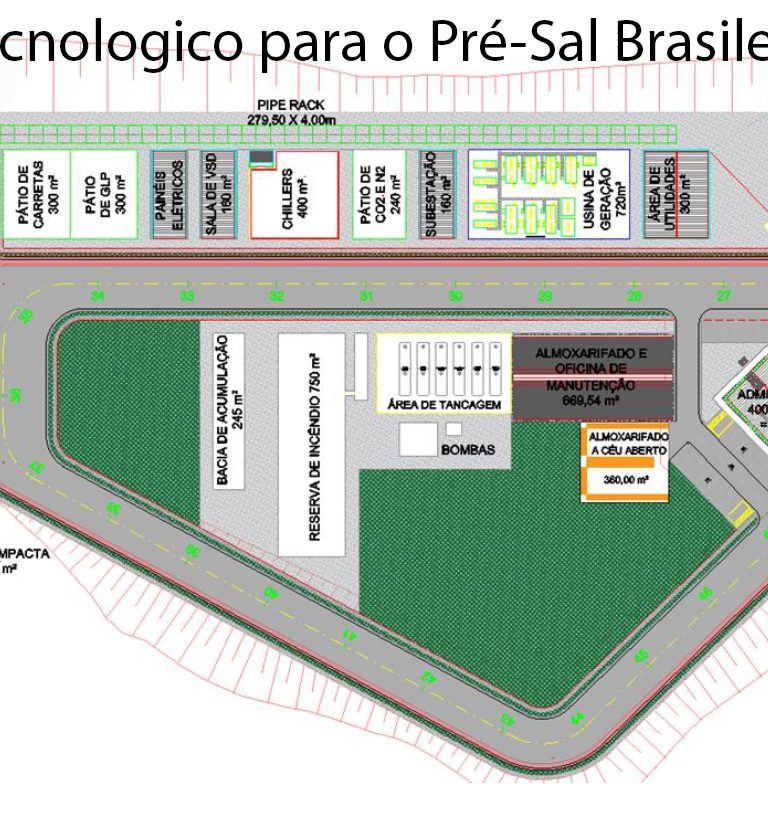 cnologico para o Pré-Sal Brasile
PIPE RACK
279,50 X 4,00m
PÁTIO DE
CARRETAS
300 m²
PÁTIO
DE GLP
300 m²
PAINÉIS
ELÉTRICOS
SALA DE VSD
160 m²
CHILLERS
400 m²
PÁTIO DE
CO2 E N2
240 m²
SUBESTAÇÃO
160 m²
USINA DE
GERAÇÃO
720m²
ÁREA DE
UTILIDADES
300 m²
34
33
32
31
30
29
28
27
35
36
37
38
39
40
41
42
43
44
45
46
BACIA DE ACUMULAÇÃO
245 m²
RESERVA DE INCÊNDIO 750 m²
ÁREA DE TANCAGEM
BOMBAS
ALMOXARIFADO E
OFICINA DE
MANUTENÇÃO
669,54 m²
ALMOXARIFADO
A CÉU ABERTO
360,00 m²
ADMI
400
MPACTA
m²